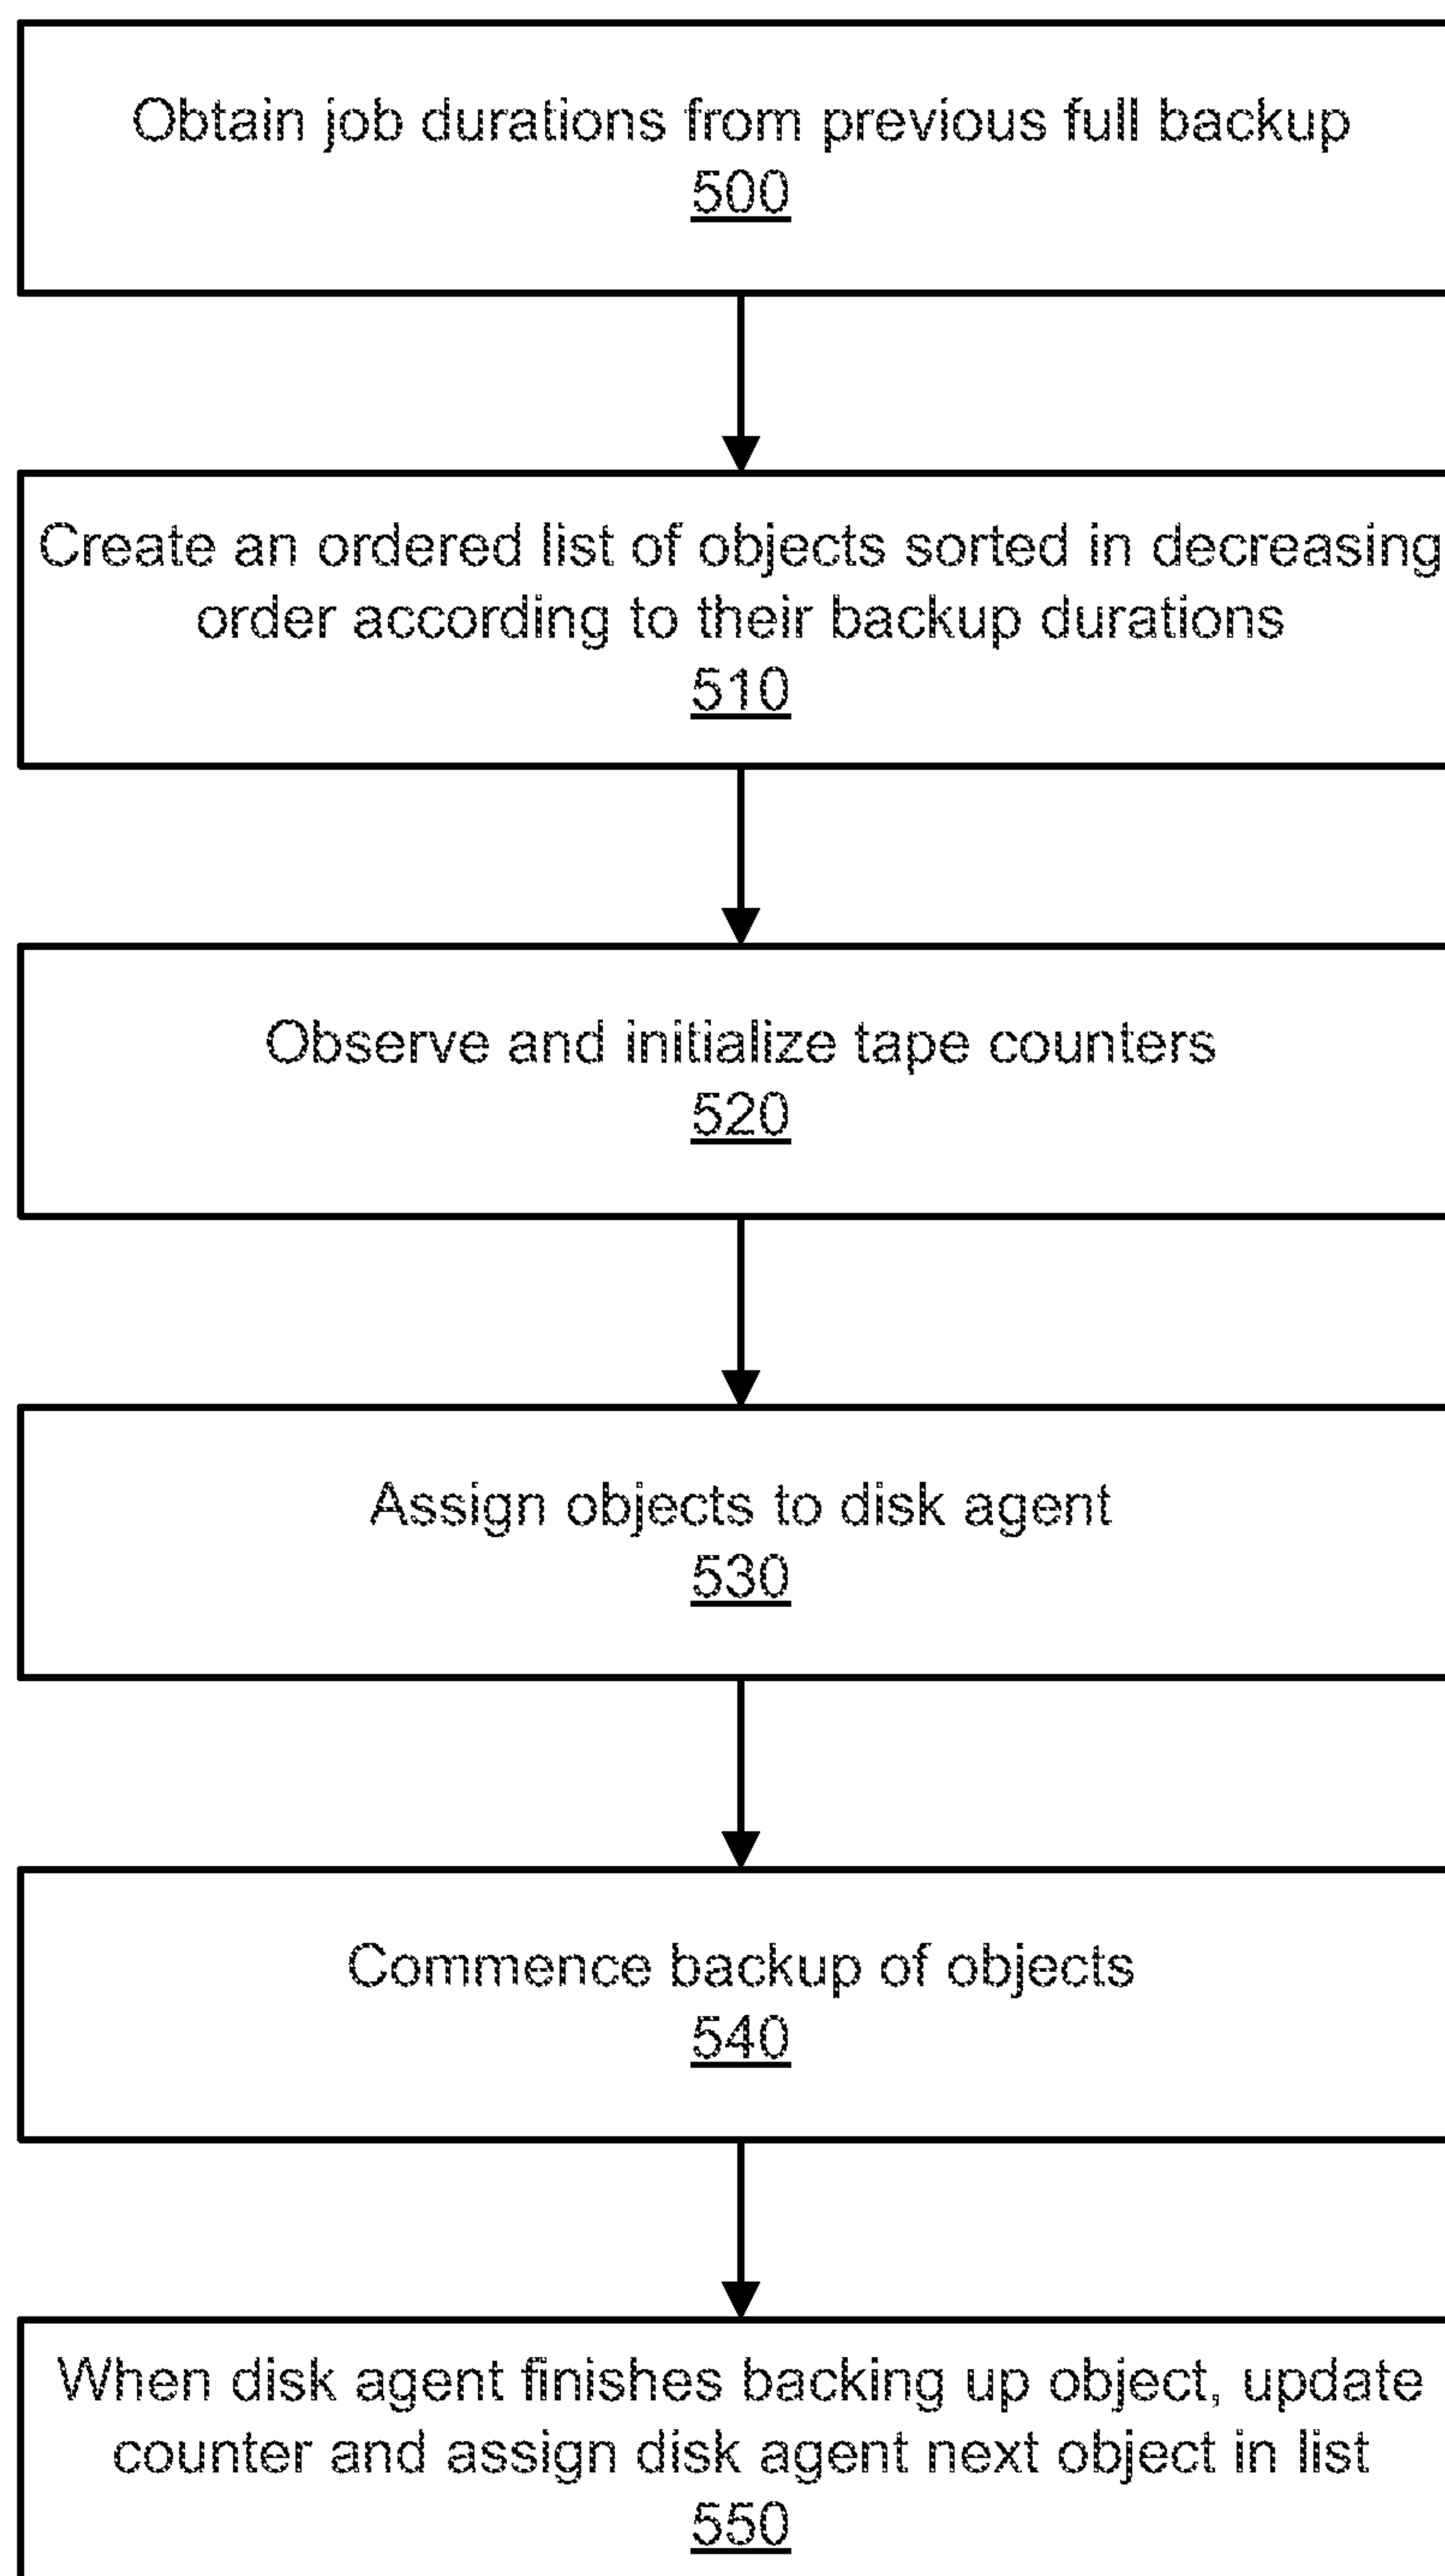 Obtain job durations from previous full backup
500
Create an ordered list of objects sorted in decreasing
order according to their backup durations
510
Observe and initialize tape counters
520
Assign objects to disk agent
530
Commence backup of objects
540
When disk agent finishes backing up object, update
counter and assign disk agent next object in list
550